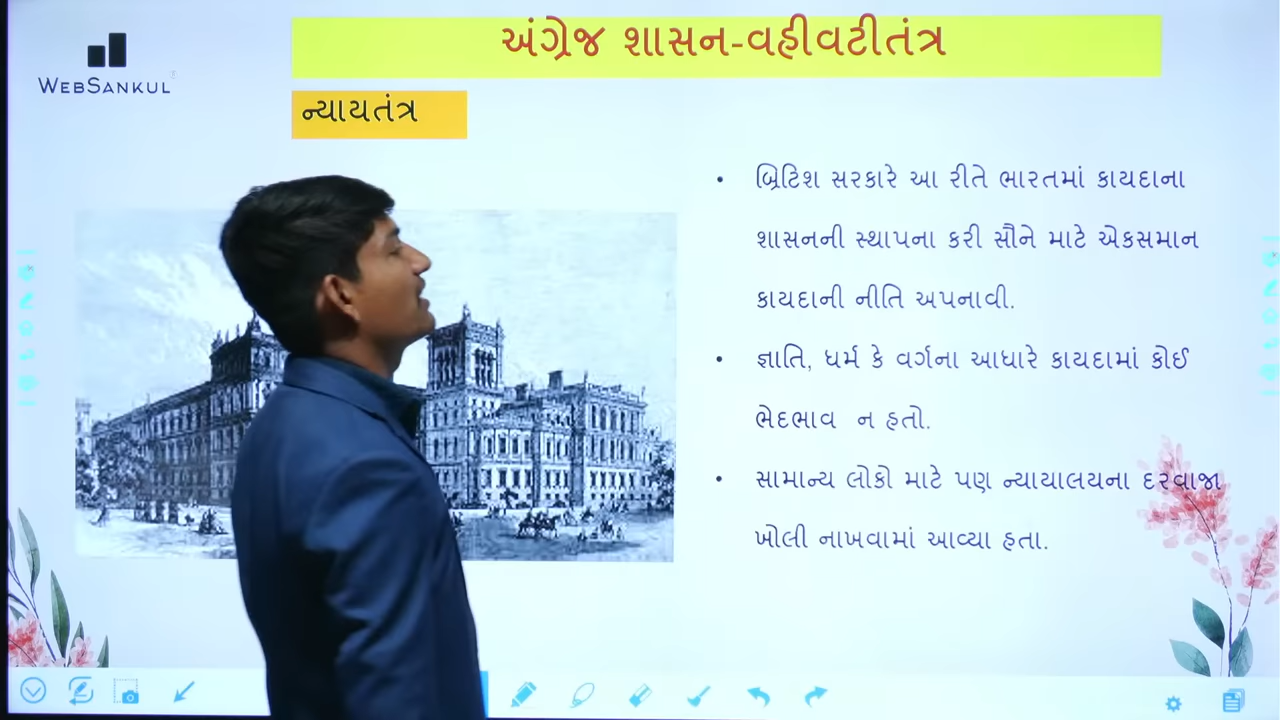 અંગ્રેજ શાસન-વહીવટીતંત્ર
WEBSANKUL
ન્યાયતંત્ર
• બ્રિટિશ સરકારે આ રીતે ભારતમાં કાયદાના
શાસનની સ્થાપના કરી સૌને માટે એકસમાન
કાયદાની નીતિ અપનાવી.
• જ્ઞાતિ, ધર્મ કે વર્ગના આધારે કાયદામાં કોઈ
ભેદભાવ ન હતો.
• સામાન્ય લોકો માટે પણ ન્યાયાલયના દરવાજા
ખોલી નાખવામાં આવ્યા હતા.